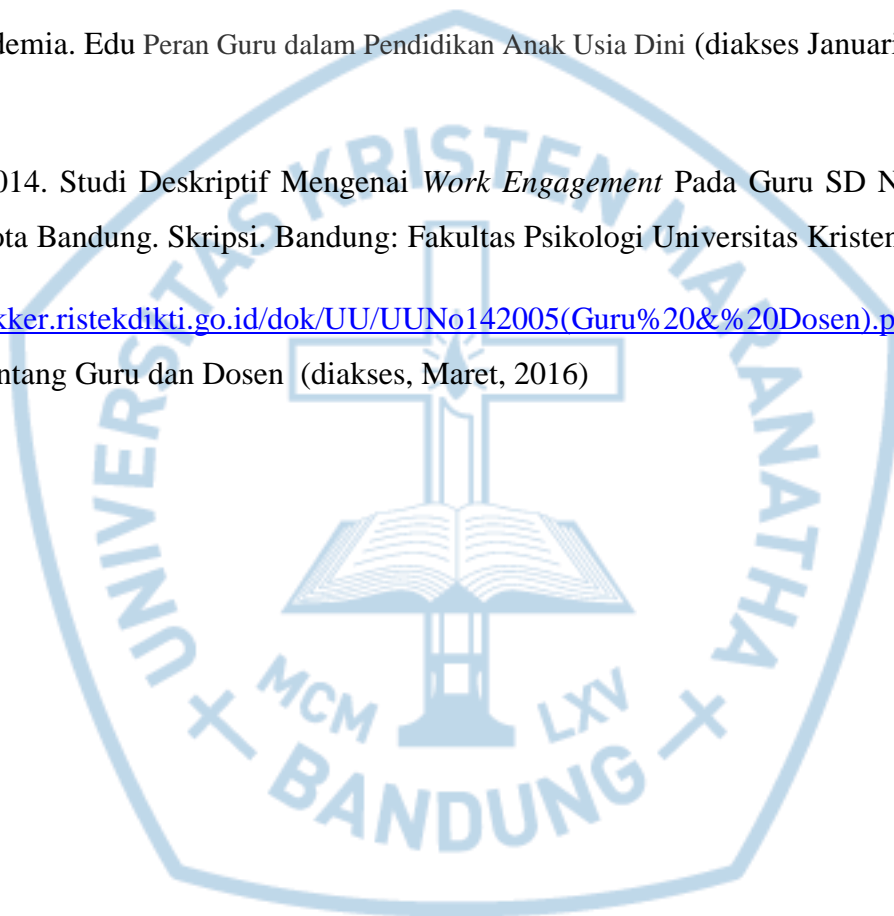 demia. Edu Peran Guru dalam Pendidikan Anak Usia Dini (diakses Januari
014. Studi Deskriptif Mengenai Work Engagement Pada Guru SD N
ota Bandung. Skripsi. Bandung: Fakultas Psikologi Universitas Kristen
kker.ristekdikti.go.id/dok/UU/UUNo142005(Guru%20&%20Dosen).p
ntang Guru dan Dosen (diakses, Maret, 2016)
UNIVERSITAS KRISTEN MARANATHA
MCM LXV
BANDUNG